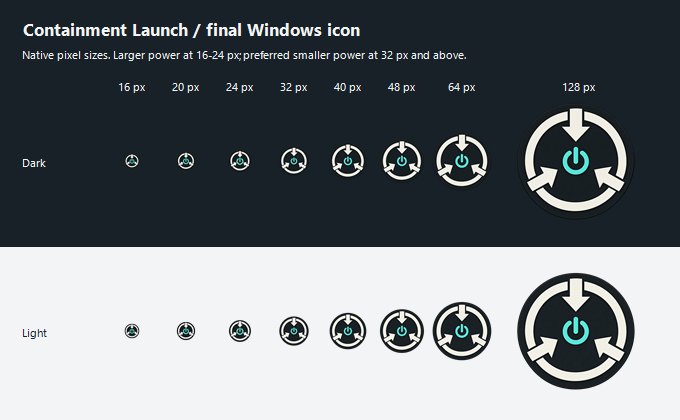 Containment Launch / final Windows icon
Native pixel sizes. Larger power at 16-24 px; preferred smaller power at 32 px and above.
16 px 20 px 24 px 32 px 40 px 48 px 64 px 128 px
Dark
Light